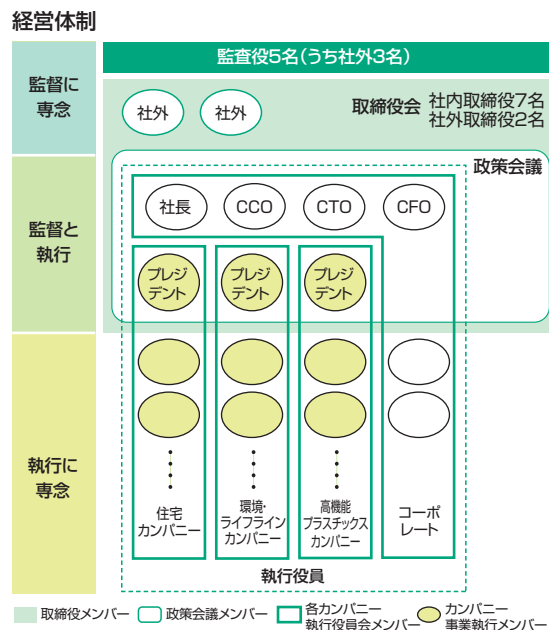 経営体制
監督に
専念
監査役5名(うち社外3名)
社外
社外
取締役会
社内取締役7名
社外取締役2名
監督と
執行
政策会議
社長
CCO
CTO
CFO
プレジ
デント
プレジ
デント
プレジ
デント
執行に
専念
住宅
カンパニー
環境・
ライフライン
カンパニー
高機能
プラスチックス
カンパニー
コーポ
レート
執行役員
取締役メンバー
政策会議メンバー
各カンパニー
執行役員会メンバー
カンパニー
事業執行メンバー